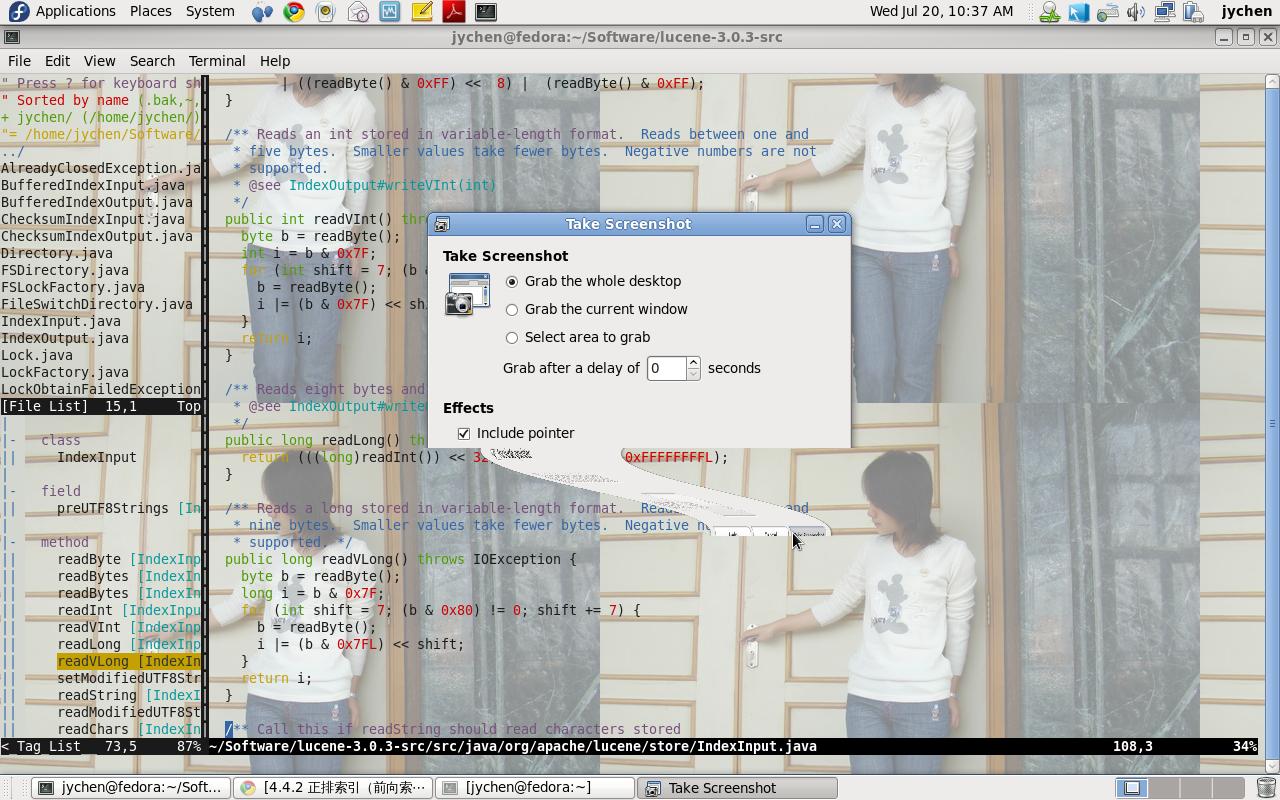 Applications Places System Wed Jul 20, 10:37 AM jychen
jychen@fedora:~/Software/lucene-3.0.3-src
File Edit View Search Terminal Help
" Press ? for keyboard sh
" Sorted by name (.bak,~,
+ jychen/ (/home/jychen/)
"= /home/jychen/Software/
../
AlreadyClosedException.ja
BufferedIndexInput.java
BufferedIndexOutput.java
ChecksumIndexInput.java
ChecksumIndexOutput.java
Directory.java
FSDirectory.java
FSLockFactory.java
FileSwitchDirectory.java
IndexInput.java
IndexOutput.java
Lock.java
LockFactory.java
LockObtainFailedException
[File List] 15,1 Top
|- class
|| IndexInput
|- field
|| preUTF8Strings [In
|- method
|| readByte [IndexInp
|| readBytes [IndexIn
|| readBytes [IndexIn
|| readInt [IndexInpu
|| readVInt [IndexInp
|| readLong [IndexInp
|| readVLong [IndexIn
|| setModifiedUTF8Str
|| readString [IndexI
|| readModifiedUTF8St
|| readChars [IndexIn
< Tag_List_ 73,5 87%
| ((readByte() & 0xFF) << 8) | (readByte() & 0xFF);
}
/** Reads an int stored in variable-length format. Reads between one and
* five bytes. Smaller values take fewer bytes. Negative numbers are not
* supported.
* @see IndexOutput#writeVInt(int)
*/
public int readVInt() thr
byte b = readByte();
int i = b & 0x7F;
for (int shift = 7; (b &
b = readByte();
i |= (b & 0x7F) << sh
}
return i;
}
/** Reads eight bytes and
* @see IndexOutput#write
*/
public long readLong() th
return (((long)readInt()) << 32 0xFFFFFFFFL);
}
/** Reads a long stored in variable-length format. Reads and
* nine bytes. Smaller values take fewer bytes. Negative n
* supported. */
public long readVLong() throws IOException {
byte b = readByte();
long i = b & 0x7F;
for (int shift = 7; (b & 0x80) != 0; shift += 7) {
b = readByte();
i |= (b & 0x7FL) << shift;
}
return i;
}
/** Call this if readString should read characters stored
~/Software/lucene-3.0.3-src/src/java/org/apache/lucene/store/IndexInput.java 108,3 34%
Take Screenshot
Take Screenshot
Grab the whole desktop
Grab the current window
Select area to grab
Grab after a delay of 0 seconds
Effects
Include pointer
jychen@fedora:~/Soft... [4.4.2 正排索引（前向索... [jychen@fedora:~] Take Screenshot